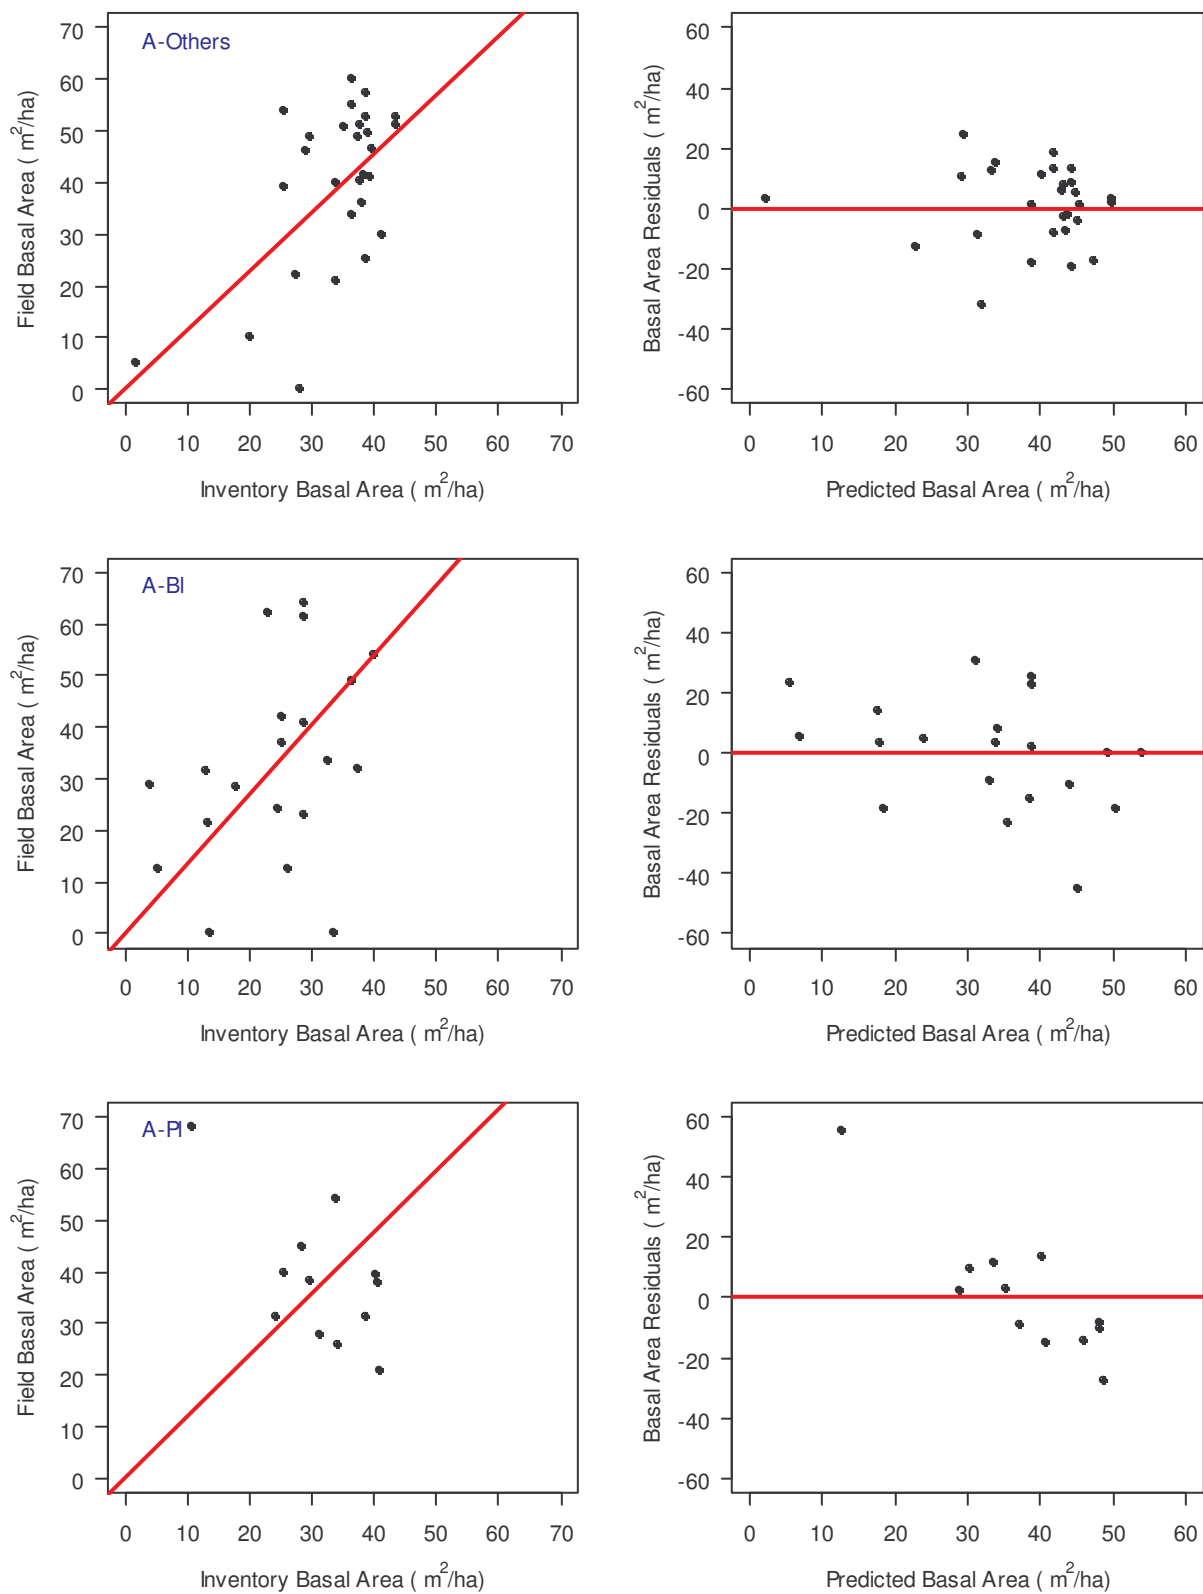 A-Others
70
60
50
40
30
20
10
0
Field Basal Area ( m²/ha)
0 10 20 30 40 50 60 70
Inventory Basal Area ( m²/ha)
60
40
20
0
-20
-40
-60
Basal Area Residuals ( m²/ha)
0 10 20 30 40 50 60
Predicted Basal Area ( m²/ha)
A-Bl
70
60
50
40
30
20
10
0
Field Basal Area ( m²/ha)
0 10 20 30 40 50 60 70
Inventory Basal Area ( m²/ha)
60
40
20
0
-20
-40
-60
Basal Area Residuals ( m²/ha)
0 10 20 30 40 50 60
Predicted Basal Area ( m²/ha)
A-Pl
70
60
50
40
30
20
10
0
Field Basal Area ( m²/ha)
0 10 20 30 40 50 60 70
Inventory Basal Area ( m²/ha)
60
40
20
0
-20
-40
-60
Basal Area Residuals ( m²/ha)
0 10 20 30 40 50 60
Predicted Basal Area ( m²/ha)